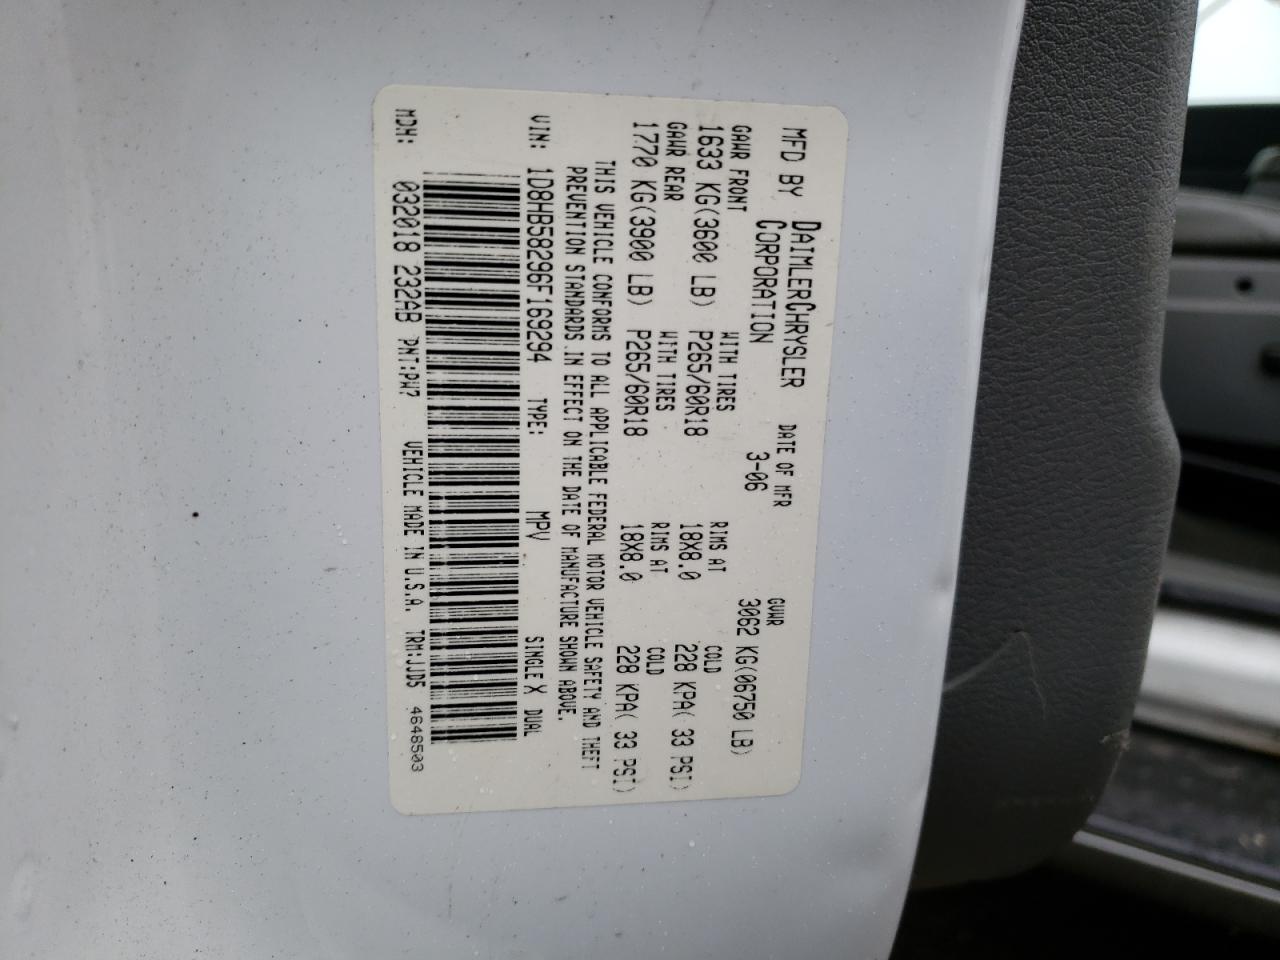 MFD BY DAIMLERCHRYSLER CORPORATION DATE OF MFR 3-06 GVWR 3062 KG(06750 LB)
GAWR FRONT WITH TIRES RIMS AT COLD
1633 KG(3600 LB) P265/60R18 18X8.0 228 KPA( 33 PSI)
GAWR REAR WITH TIRES RIMS AT COLD
1770 KG(3900 LB) P265/60R18 18X8.0 228 KPA( 33 PSI)
THIS VEHICLE CONFORMS TO ALL APPLICABLE FEDERAL MOTOR VEHICLE SAFETY AND THEFT
PREVENTION STANDARDS IN EFFECT ON THE DATE OF MANUFACTURE SHOWN ABOVE.
VIN: 1D8HB58296F169294 TYPE: MPV SINGLE X DUAL
MDH: 032018 232AB PNT:PW7 VEHICLE MADE IN U.S.A. TRM:JJD5 4648503